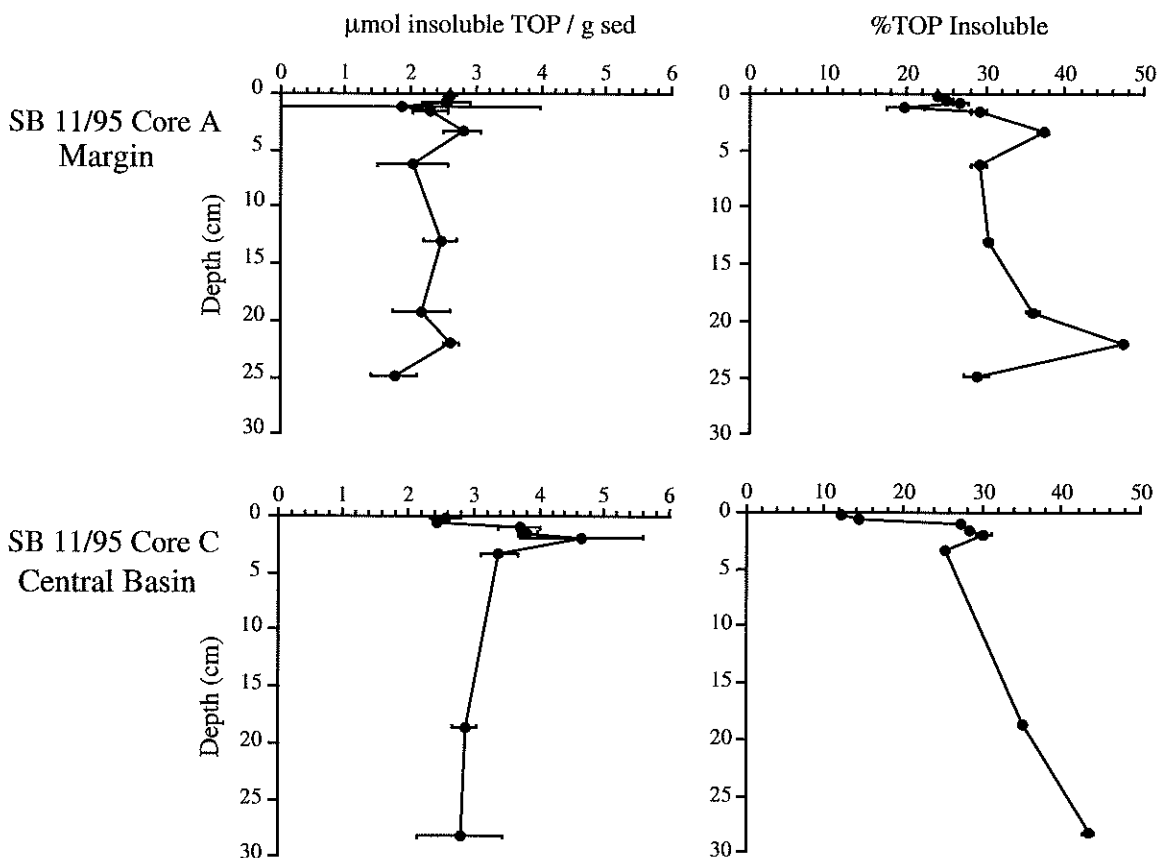 µmol insoluble TOP / g sed
%TOP Insoluble
0 1 2 3 4 5 6
0 10 20 30 40 50
SB 11/95 Core A
Margin
Depth (cm)
0
5
10
15
20
25
30
0
5
10
15
20
25
30
0 1 2 3 4 5 6
0 10 20 30 40 50
SB 11/95 Core C
Central Basin
Depth (cm)
0
5
10
15
20
25
30
0
5
10
15
20
25
30